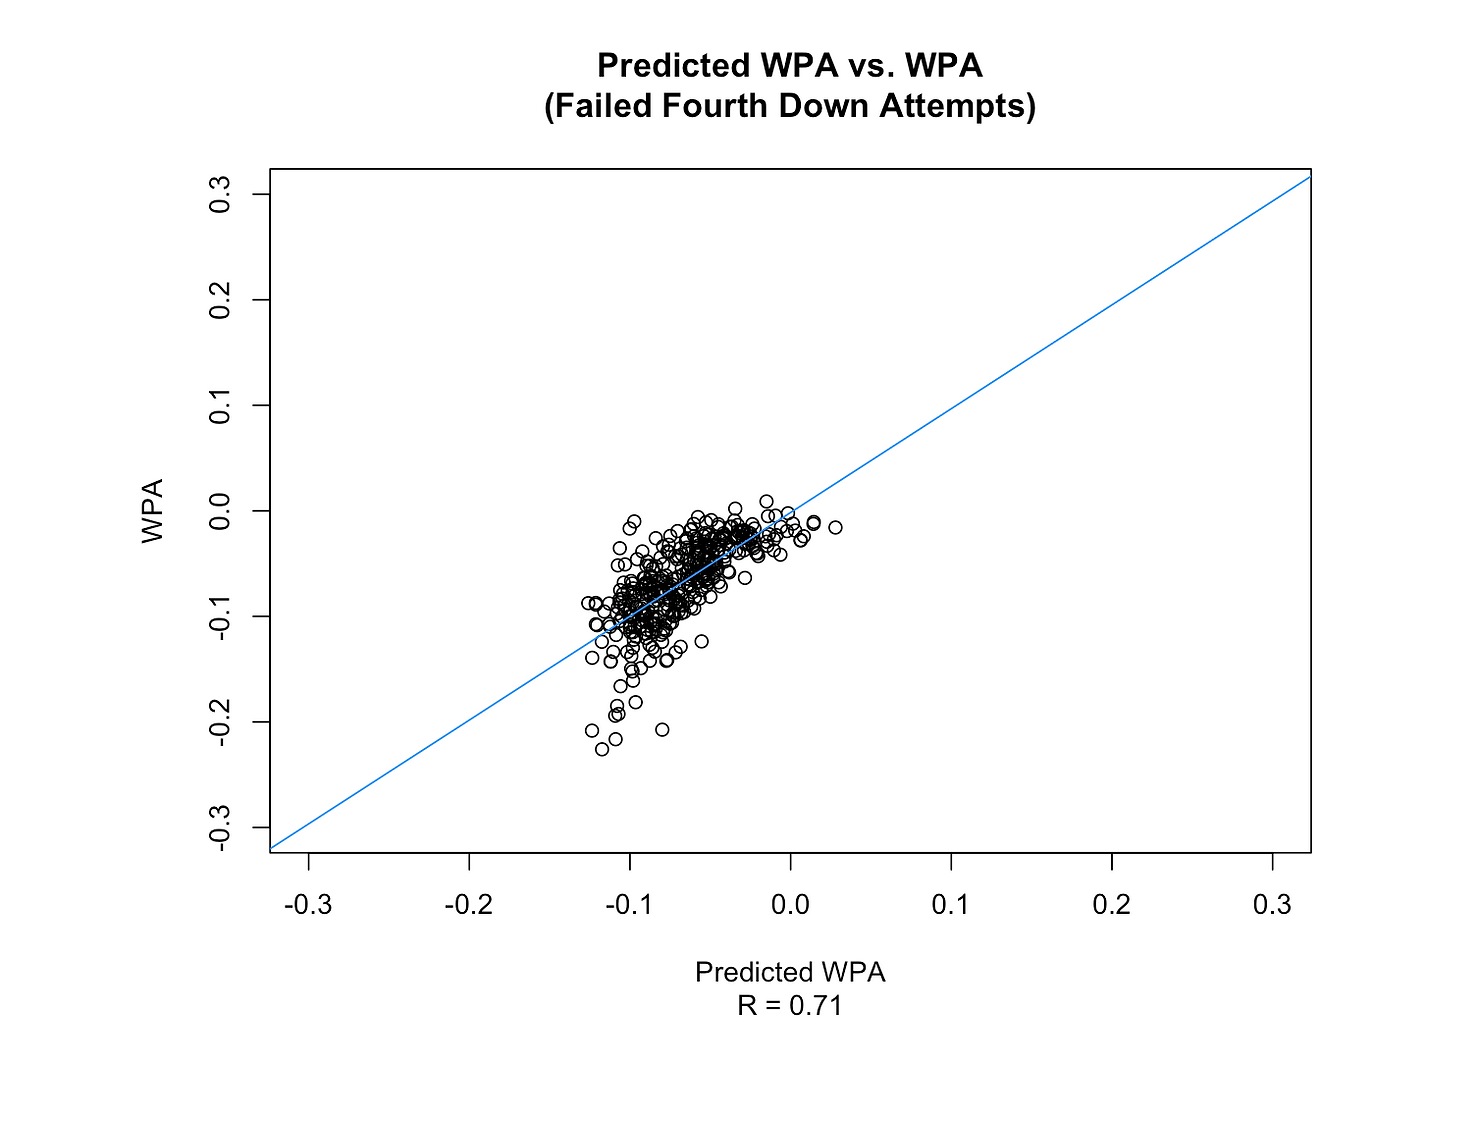 Predicted WPA vs. WPA
(Failed Fourth Down Attempts)
WPA
0.3
0.2
0.1
0.0
-0.1
-0.2
-0.3
-0.3 -0.2 -0.1 0.0 0.1 0.2 0.3
Predicted WPA
R = 0.71